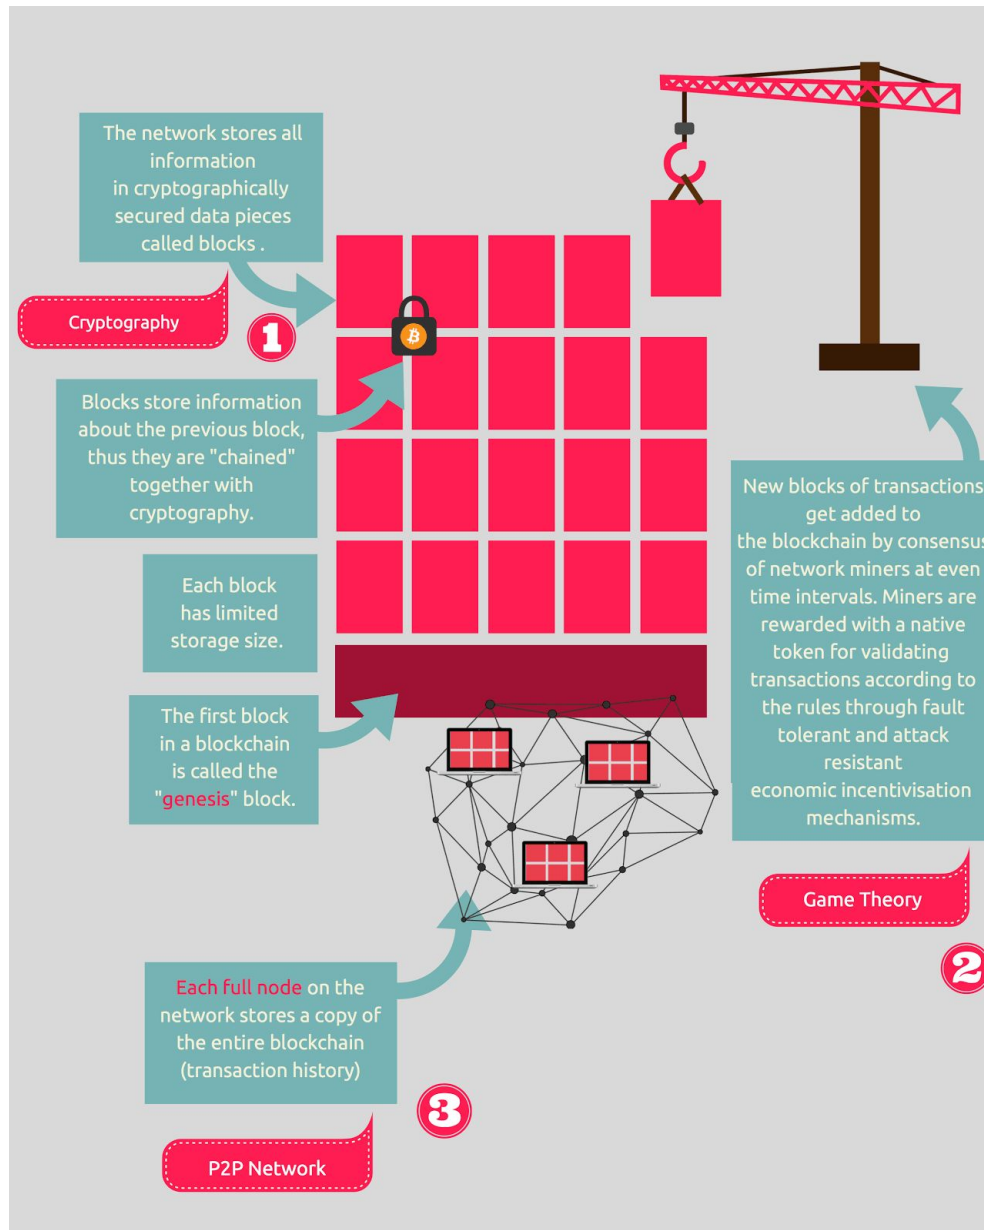 The network stores all
information
in cryptographically
secured data pieces
called blocks .
Cryptography
1
Blocks store information
about the previous block,
thus they are "chained"
together with
cryptography.
Each block
has limited
storage size.
The first block
in a blockchain
is called the
"genesis" block.
New blocks of transactions
get added to
the blockchain by consensus
of network miners at even
time intervals. Miners are
rewarded with a native
token for validating
transactions according to
the rules through fault
tolerant and attack
resistant
economic incentivisation
mechanisms.
Game Theory
2
Each full node on the
network stores a copy of
the entire blockchain
(transaction history)
3
P2P Network